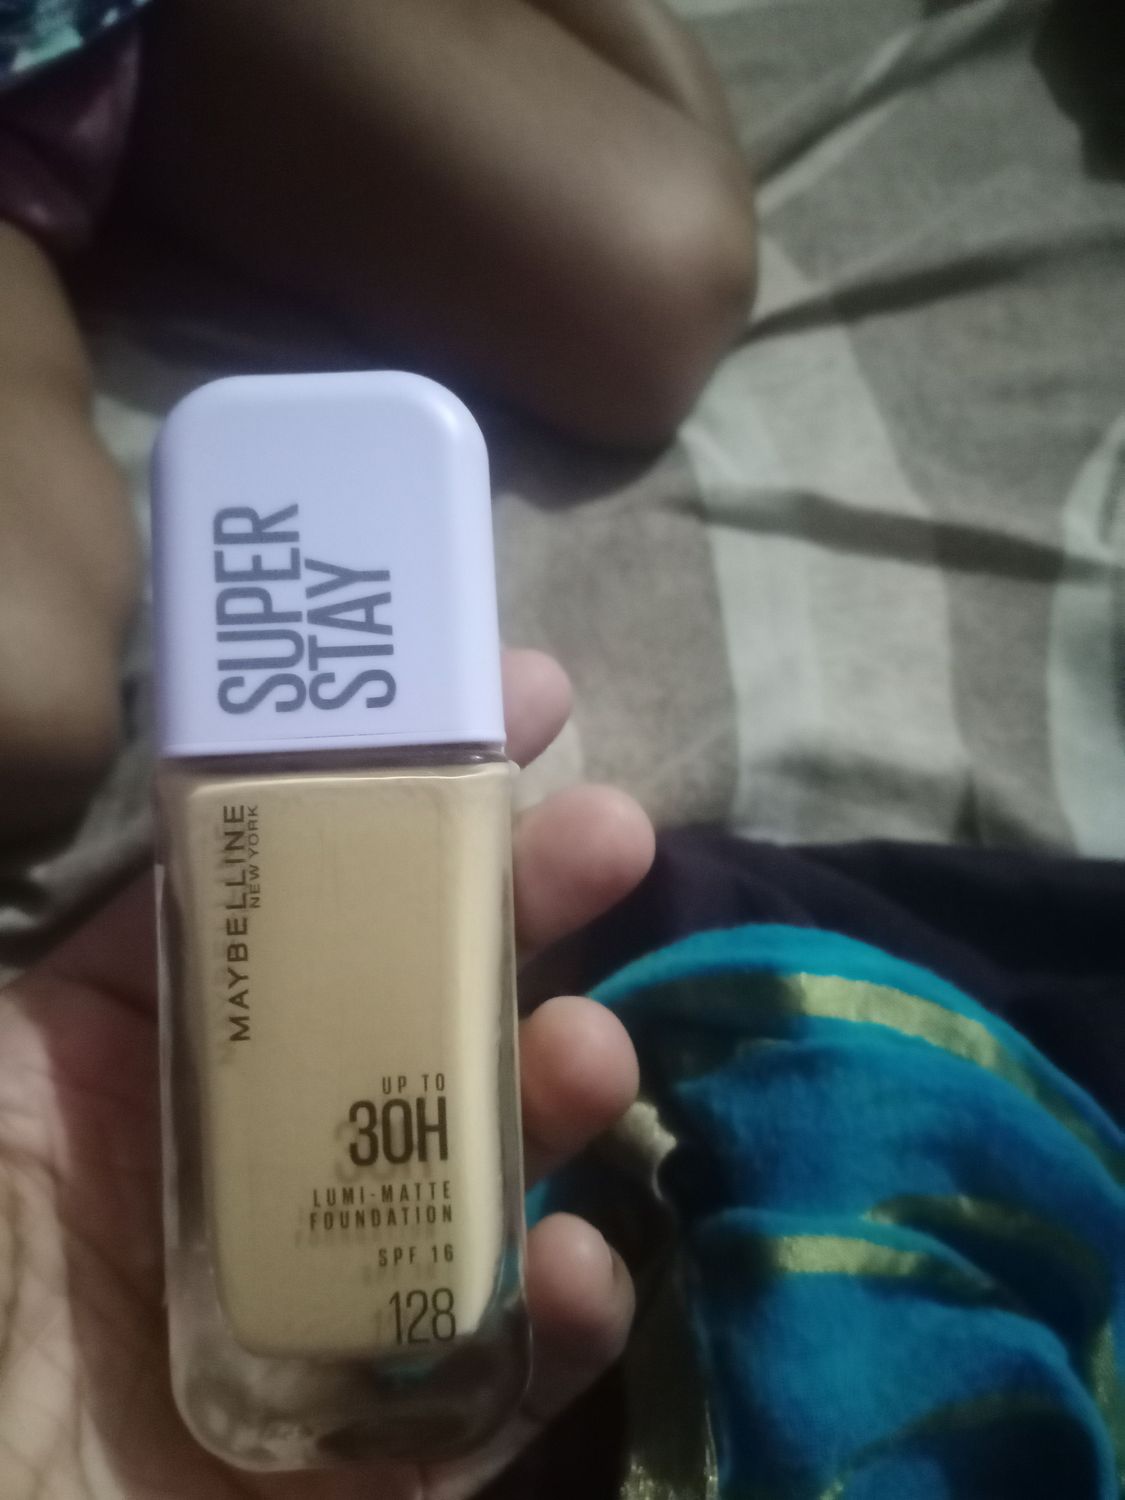 SUPER
STAY
MAYBELLINE
NEW YORK
UP TO
30H
LUMI-MATTE
FOUNDATION
SPF 16
128